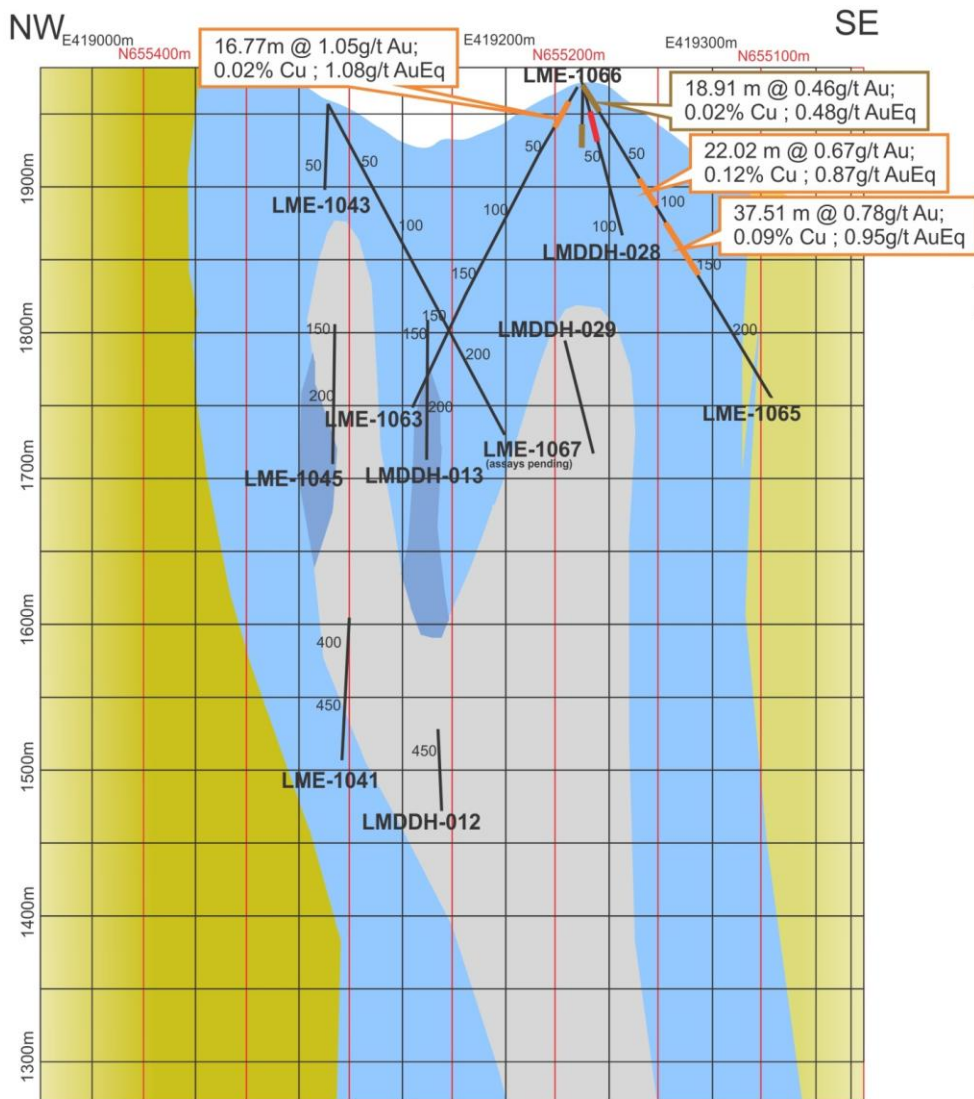 NW
SE
E419000m
N655400m
E419200m
N655200m
E419300m
N655100m
16.77m @ 1.05g/t Au;
0.02% Cu ; 1.08g/t AuEq
LME-1066
18.91 m @ 0.46g/t Au;
0.02% Cu ; 0.48g/t AuEq
22.02 m @ 0.67g/t Au;
0.12% Cu ; 0.87g/t AuEq
37.51 m @ 0.78g/t Au;
0.09% Cu ; 0.95g/t AuEq
50
50
50
50
50
1900m
LME-1043
100
100
100
100
LMDDH-028
150
150
1800m
150
150
150
LMDDH-029
200
200
200
200
LME-1063
200
LME-1065
LME-1067
(assays pending)
1700m
LME-1045
LMDDH-013
1600m
400
450
450
1500m
LME-1041
LMDDH-012
1400m
1300m